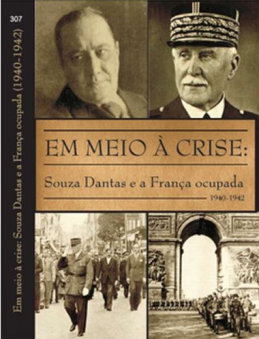 307
Em meio à crise: Souza Dantas e a França ocupada (1940-1942)
EM MEIO À CRISE:
Souza Dantas e a França ocupada
1940-1942